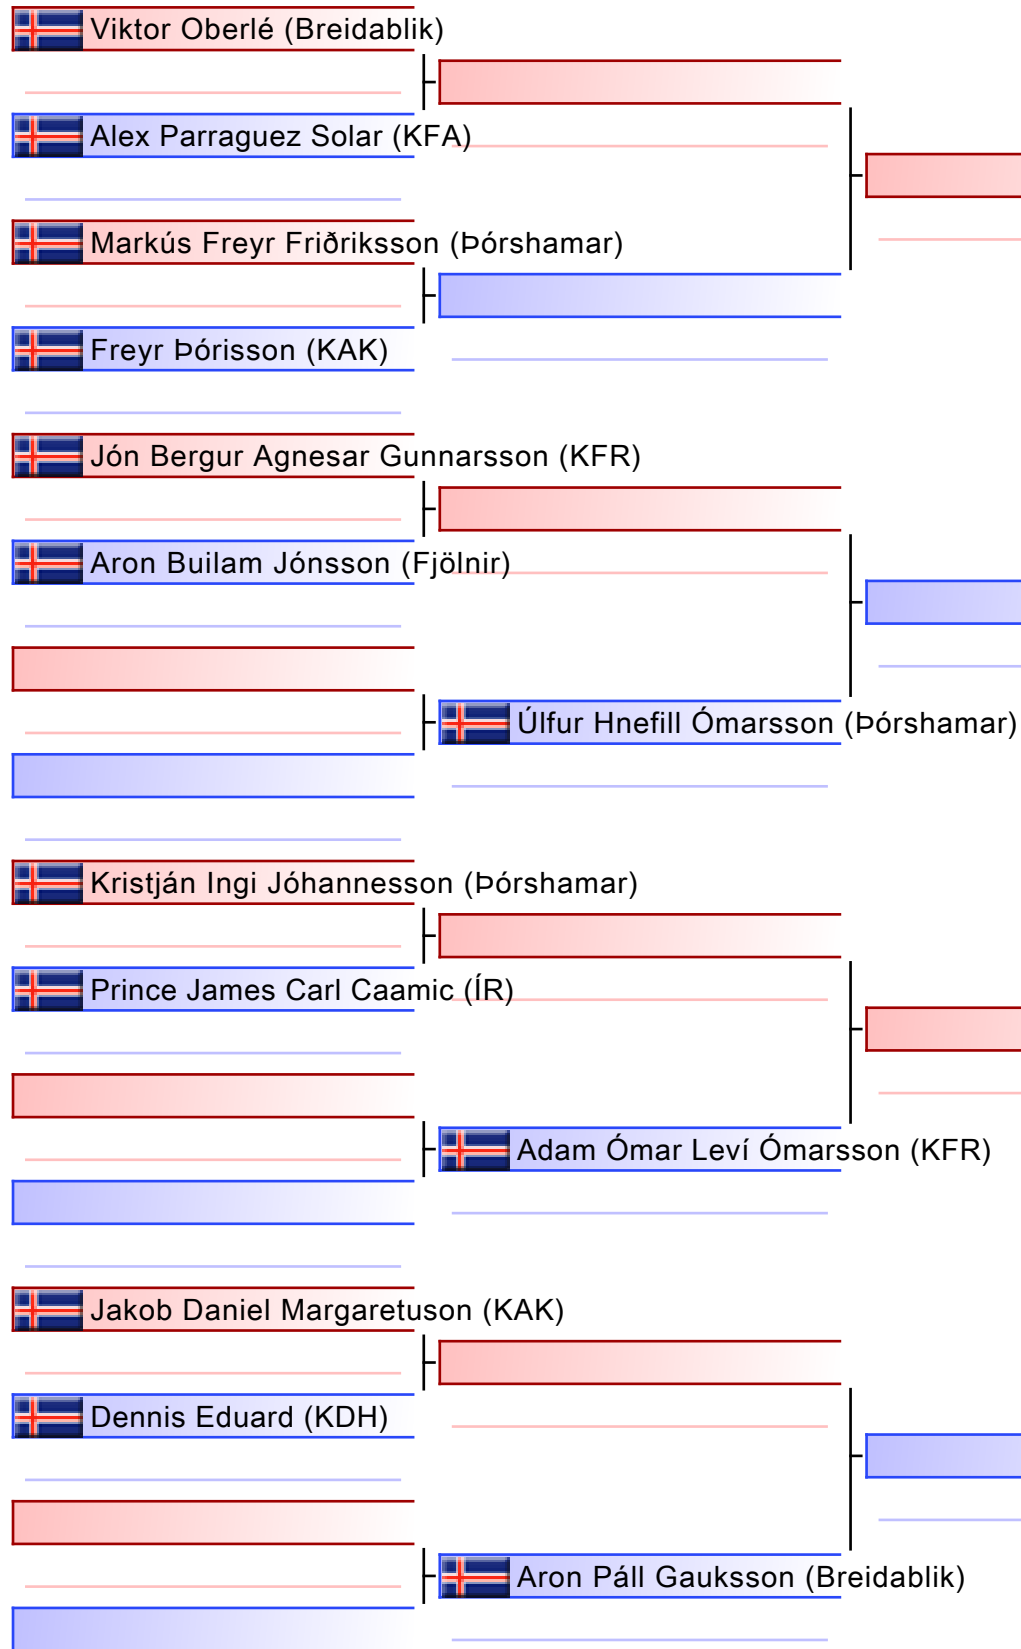 Viktor Oberlé (Breidablik)
Alex Parraguez Solar (KFA)
Markús Freyr Friðriksson (Þórshamar)
Freyr Þórisson (KAK)
Jón Bergur Agnesar Gunnarsson (KFR)
Aron Builam Jónsson (Fjölnir)
Úlfur Hnefill Ómarsson (Þórshamar)
Kristján Ingi Jóhannesson (Þórshamar)
Prince James Carl Caamic (ÍR)
Adam Ómar Leví Ómarsson (KFR)
Jakob Daniel Margaretuson (KAK)
Dennis Eduard (KDH)
Aron Páll Gauksson (Breidablik)